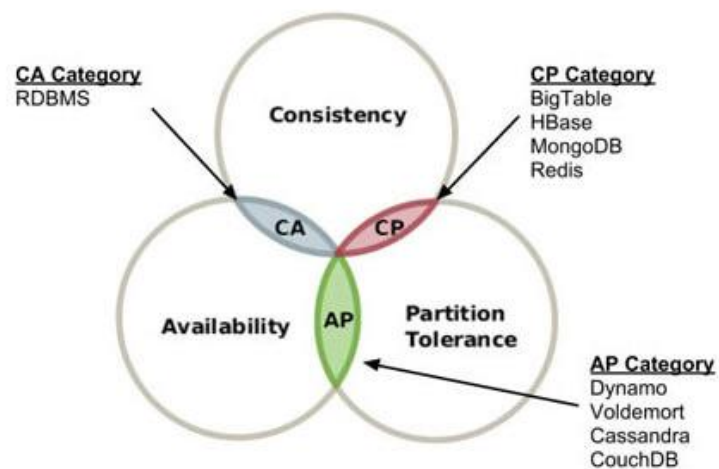 CA Category
RDBMS
CP Category
BigTable
HBase
MongoDB
Redis
Consistency
CA
CP
Availability
AP
Partition
Tolerance
AP Category
Dynamo
Voldemort
Cassandra
CouchDB